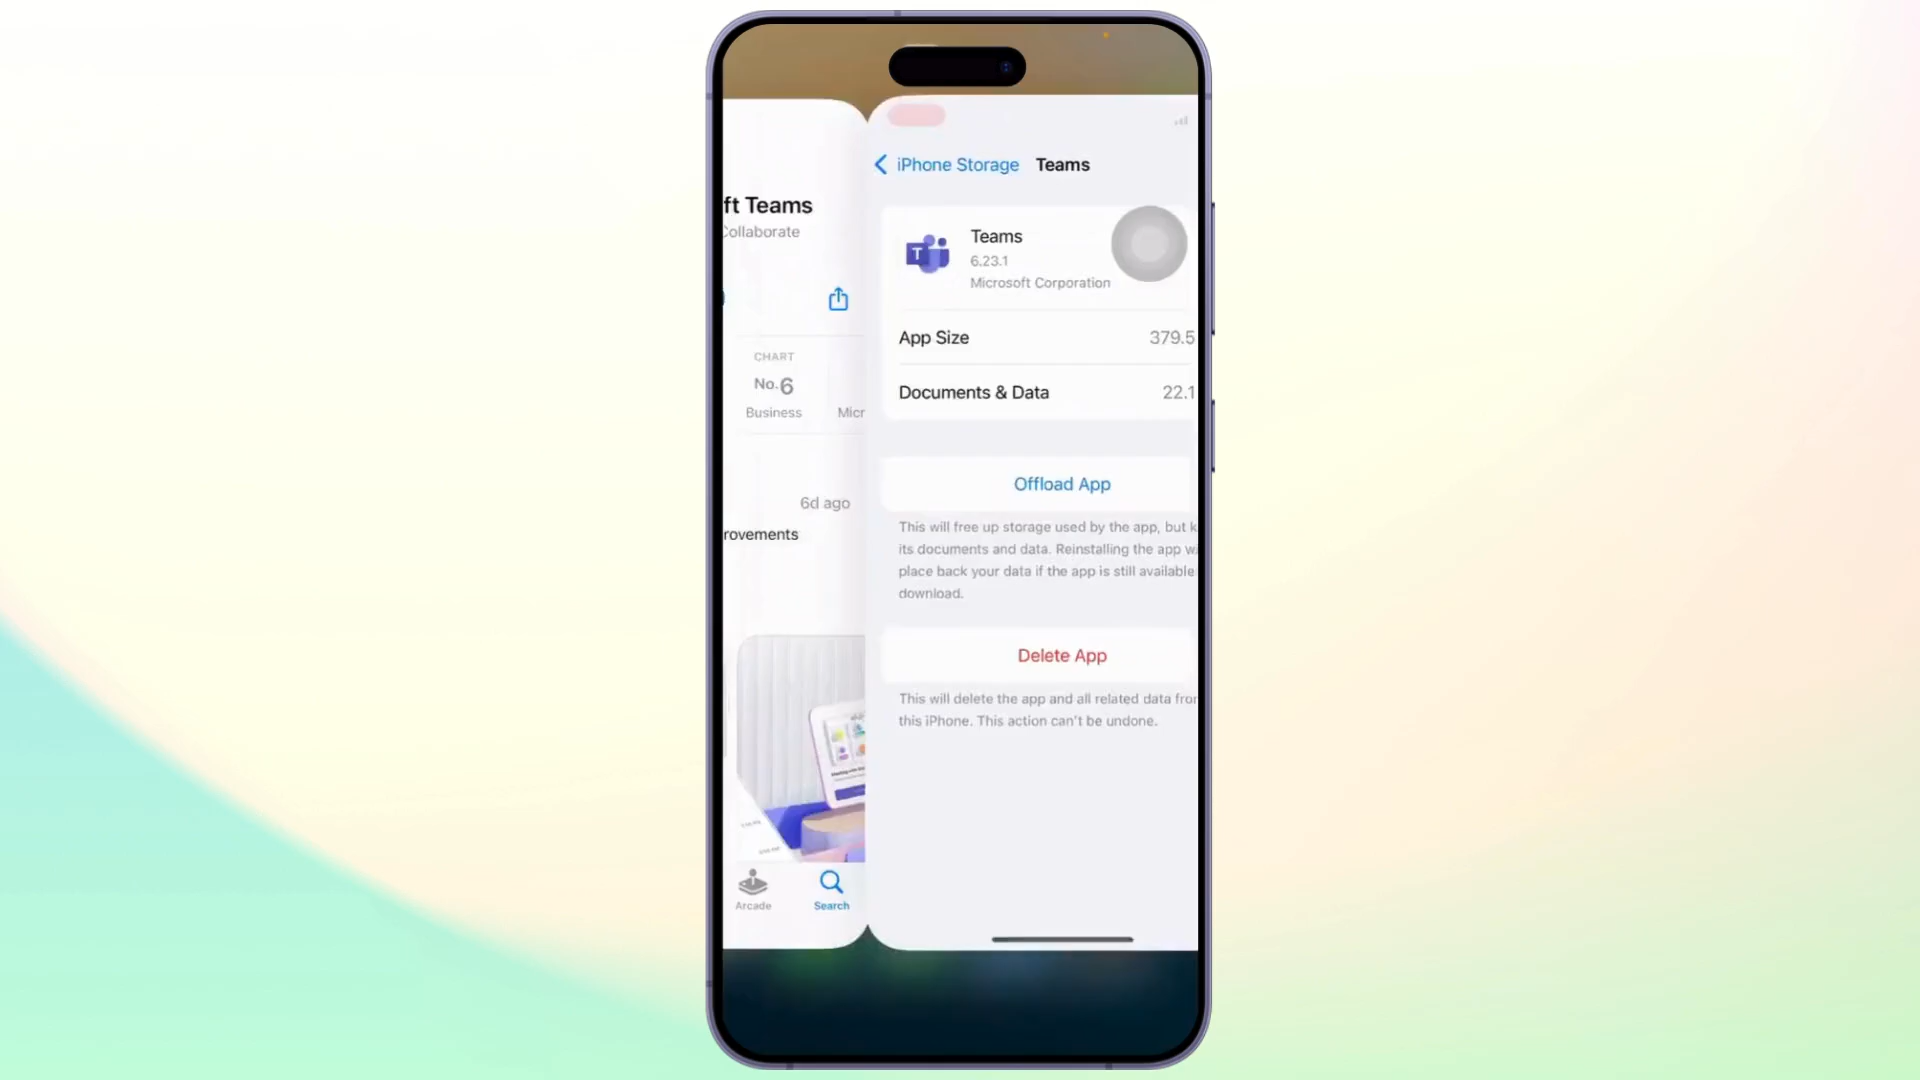 ft Teams
Collaborate
CHART
No.6
Business
Micr
6d ago
rovements
Arcade
Search
iPhone Storage
Teams
T
Teams
6.23.1
Microsoft Corporation
App Size
379.5
Documents & Data
22.1
Offload App
This will free up storage used by the app, but k
its documents and data. Reinstalling the app wi
place back your data if the app is still available
download.
Delete App
This will delete the app and all related data from
this iPhone. This action can't be undone.